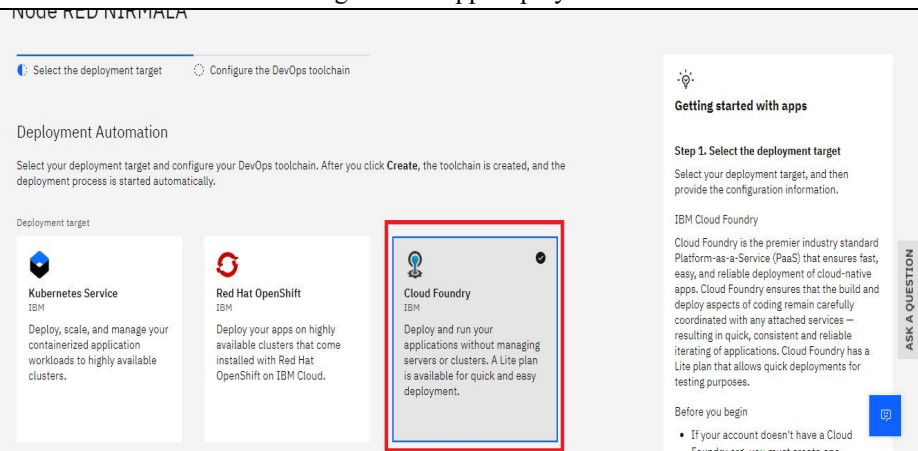 Node RED NIRMALA
Select the deployment target
Configure the DevOps toolchain
Deployment Automation
Select your deployment target and configure your DevOps toolchain. After you click Create, the toolchain is created, and the
deployment process is started automatically.
Deployment target
Kubernetes Service
IBM
Deploy, scale, and manage your
containerized application
workloads to highly available
clusters.
Red Hat OpenShift
IBM
Deploy your apps on highly
available clusters that come
installed with Red Hat
OpenShift on IBM Cloud.
Cloud Foundry
IBM
Deploy and run your
applications without managing
servers or clusters. A Lite plan
is available for quick and easy
deployment.
Getting started with apps
Step 1. Select the deployment target
Select your deployment target, and then
provide the configuration information.
IBM Cloud Foundry
Cloud Foundry is the premier industry standard
Platform-as-a-Service (PaaS) that ensures fast,
easy, and reliable deployment of cloud-native
apps. Cloud Foundry ensures that the build and
deploy aspects of coding remain carefully
coordinated with any attached services —
resulting in quick, consistent and reliable
iterating of applications. Cloud Foundry has a
Lite plan that allows quick deployments for
testing purposes.
Before you begin
• If your account doesn't have a Cloud
Foundry org, you must create one
ASK A QUESTION